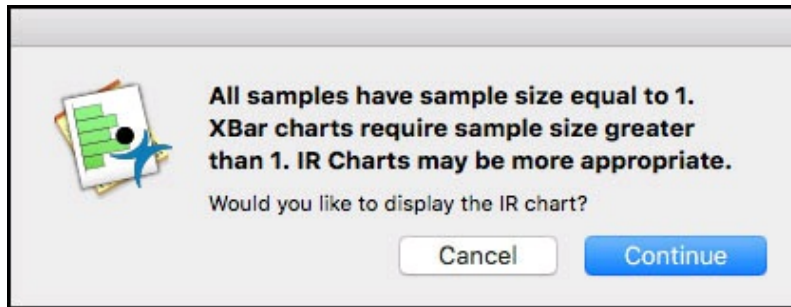 All samples have sample size equal to 1.
XBar charts require sample size greater
than 1. IR Charts may be more appropriate.
Would you like to display the IR chart?
Cancel
Continue